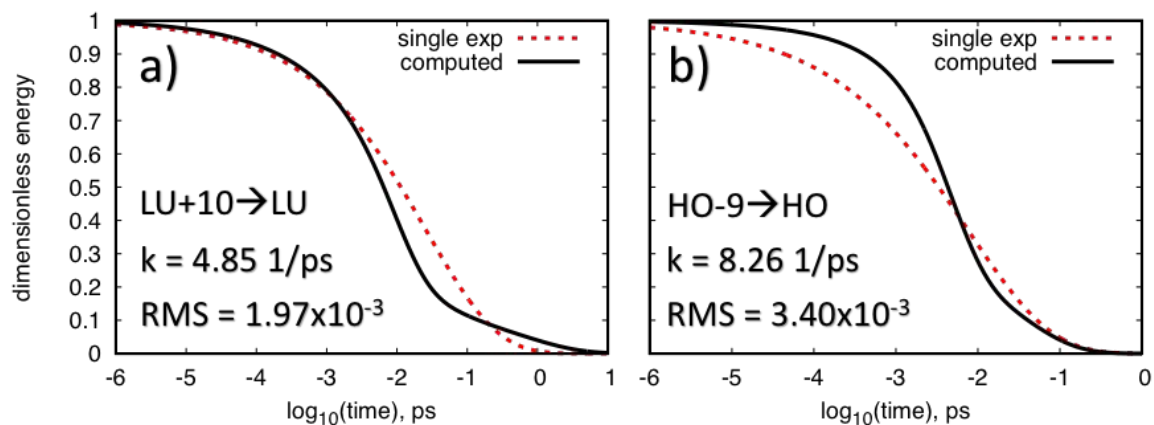 dimensionless energy
1
0.9
0.8
0.7
0.6
0.5
0.4
0.3
0.2
0.1
0
a)
single exp
computed
LU+10→LU
k = 4.85 1/ps
RMS = 1.97x10⁻³
-6 -5 -4 -3 -2 -1 0 1
log₁₀(time), ps
b)
single exp
computed
HO-9→HO
k = 8.26 1/ps
RMS = 3.40x10⁻³
-6 -5 -4 -3 -2 -1 0
log₁₀(time), ps